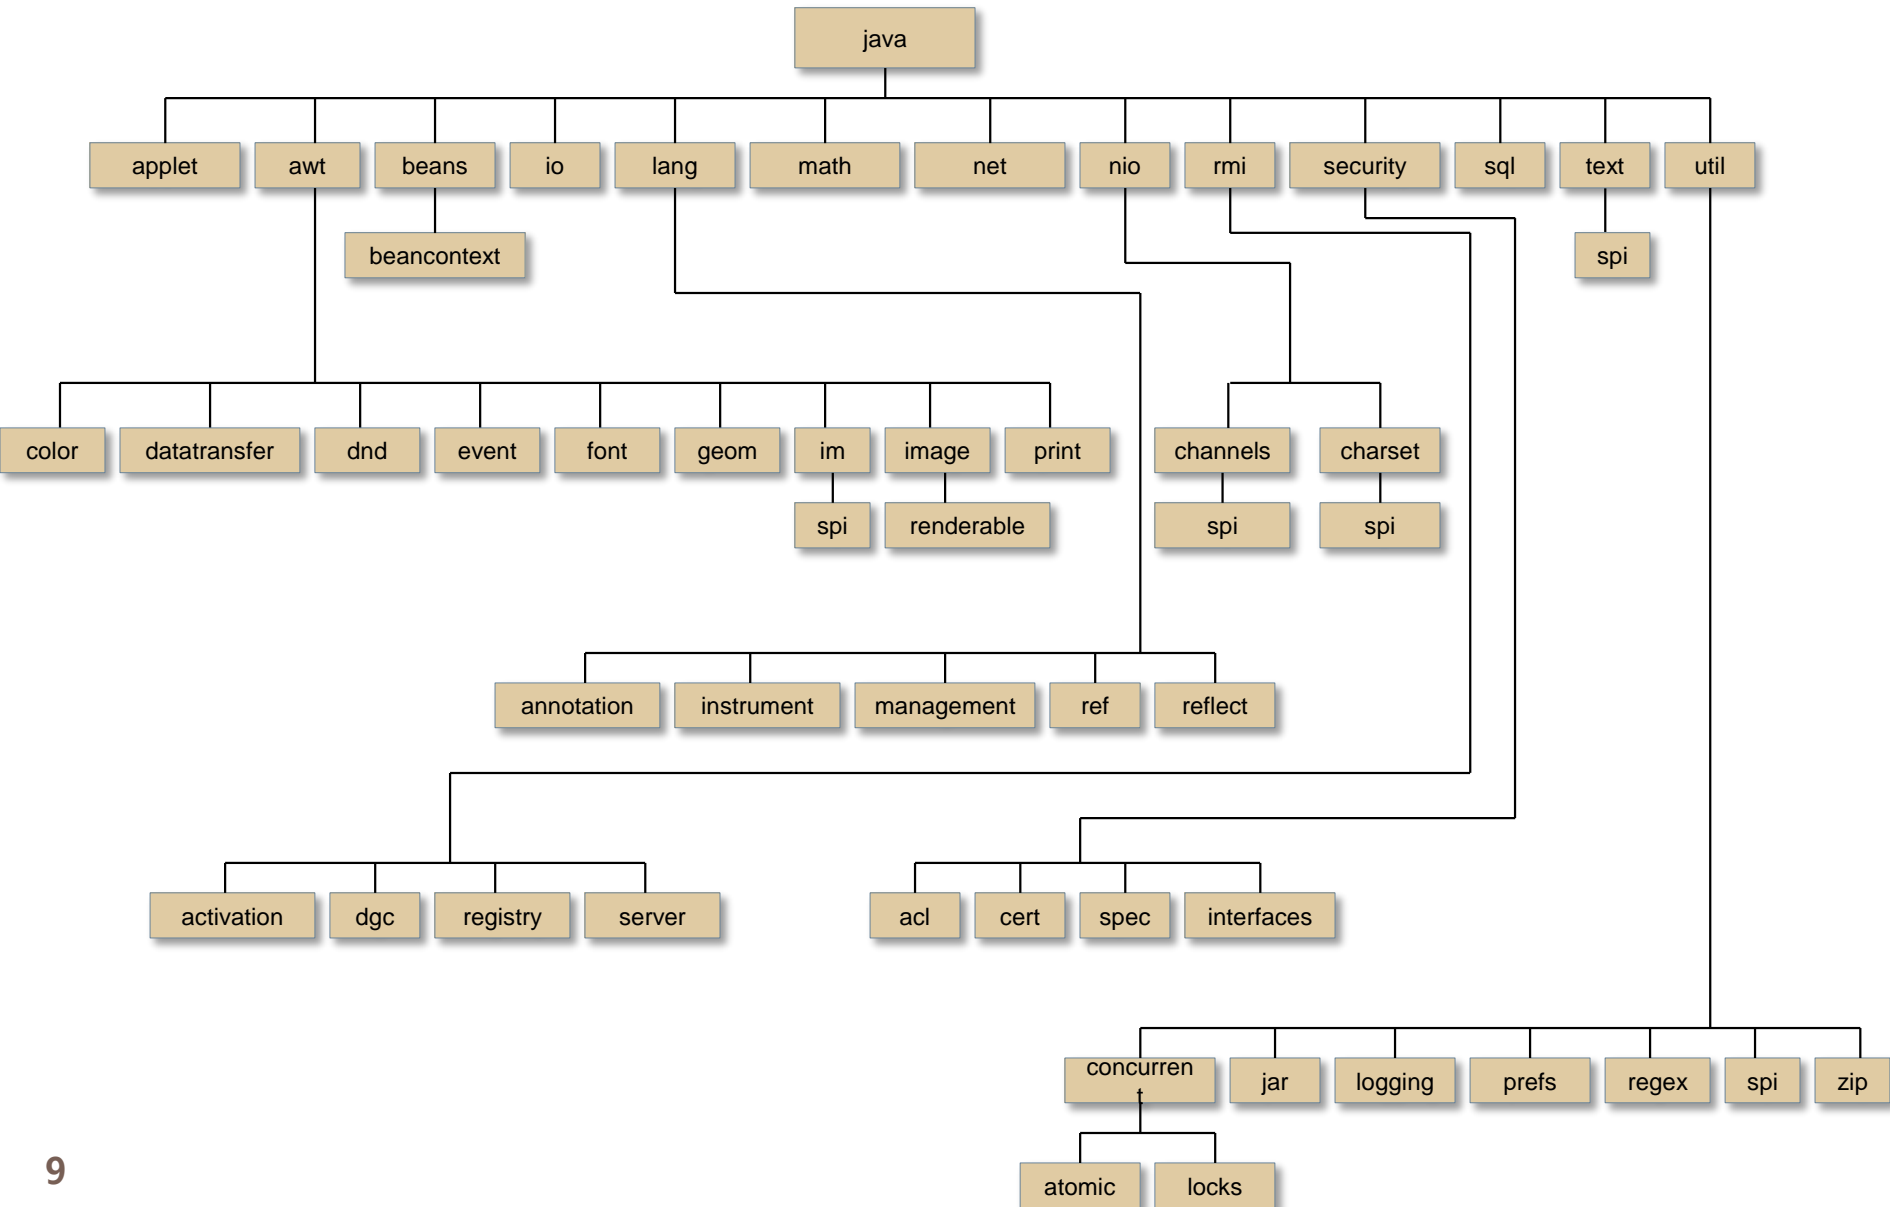 java
applet
awt
beans
io
lang
math
net
nio
rmi
security
sql
text
util
beancontext
spi
color
datatransfer
dnd
event
font
geom
im
image
print
channels
charset
spi
renderable
spi
spi
annotation
instrument
management
ref
reflect
activation
dgc
registry
server
acl
cert
spec
interfaces
concurren
t
jar
logging
prefs
regex
spi
zip
atomic
locks
9